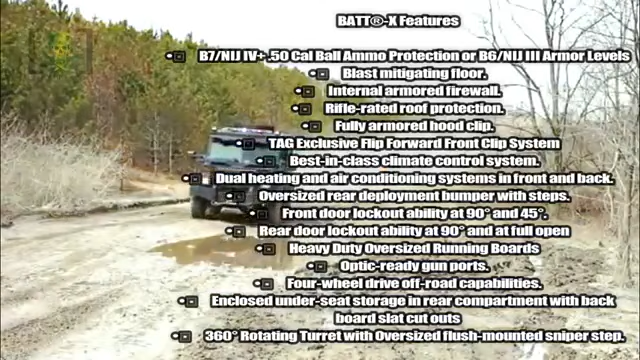 BATT®-X Features
B7/NIJ IV+ .50 Cal Ball Ammo Protection or B6/NIJ III Armor Levels
Blast mitigating floor.
Internal armored firewall.
Rifle-rated roof protection.
Fully armored hood clip.
TAG Exclusive Flip Forward Front Clip System
Best-in-class climate control system.
Dual heating and air conditioning systems in front and back.
Oversized rear deployment bumper with steps.
Front door lockout ability at 90° and 45°.
Rear door lockout ability at 90° and at full open
Heavy Duty Oversized Running Boards
Optic-ready gun ports.
Four-wheel drive off-road capabilities.
Enclosed under-seat storage in rear compartment with back
board slat cut outs
360° Rotating Turret with Oversized flush-mounted sniper step.